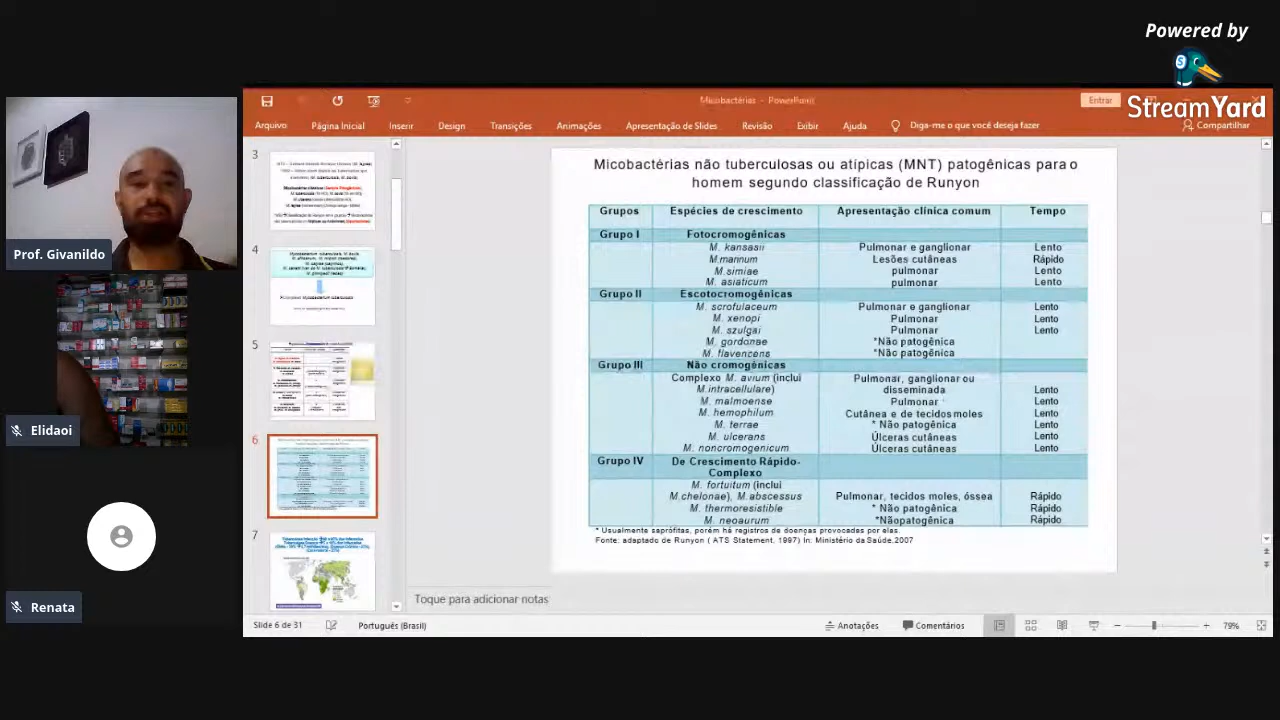 Powered by
StreamYard
Prof. Givanildo
Elidaoi
Renata
Micobactérias - PowerPoint
Entrar
Arquivo Página Inicial Inserir Design Transições Animações Apresentação de Slides Revisão Exibir Ajuda Diga-me o que você deseja fazer Compartilhar
3
4
5
6
7
Micobactérias não tuberculosas ou atípicas (MNT) patogênicas para o
homem segundo classificação de Runyon
Grupos Espécies de crescimento Apresentação clínica comum Tempo
Grupo I Fotocromogênicas
M. kansasii Pulmonar e ganglionar Lento
M.marinum Lesões cutâneas Rápido
M.simiae pulmonar Lento
M. asiaticum pulmonar Lento
Grupo II Escotocromogênicas
M. scrofulaceum Pulmonar e ganglionar Lento
M. xenopi Pulmonar Lento
M. szulgai Pulmonar Lento
M. gordonae *Não patogênica
M. flavencens *Não patogênica
Grupo III Não cromogênicas
Complexo M. avium (inclui Pulmonar, ganglionar ou
M.intracellulare) disseminada Lento
M. malmoense Pulmonar Lento
M. hemophilum Cutânea e de tecidos moles Lento
M. terrae *Não patogênica Lento
M. ulcerans Úlceras cutâneas Lento
M. noncromogenicum Úlceras cutâneas Lento
Grupo IV De Crescimento Rápido-
Complexo
M. fortuitum (inclui
M.chelonae), M.abscessus Pulmonar, tecidos moles, óssea Rápido
M. thermoresistible * Não patogênica Rápido
M. neoaurum *Nãopatogênica Rápido
* Usualmente saprófitas, porém há registros de doenças provocadas por elas.
Fonte: adaptado de Runyon ( ATS Statement, 1997) In: Ministério da Saúde,2007
Toque para adicionar notas
Slide 6 de 31 Português (Brasil) Anotações Comentários 79%